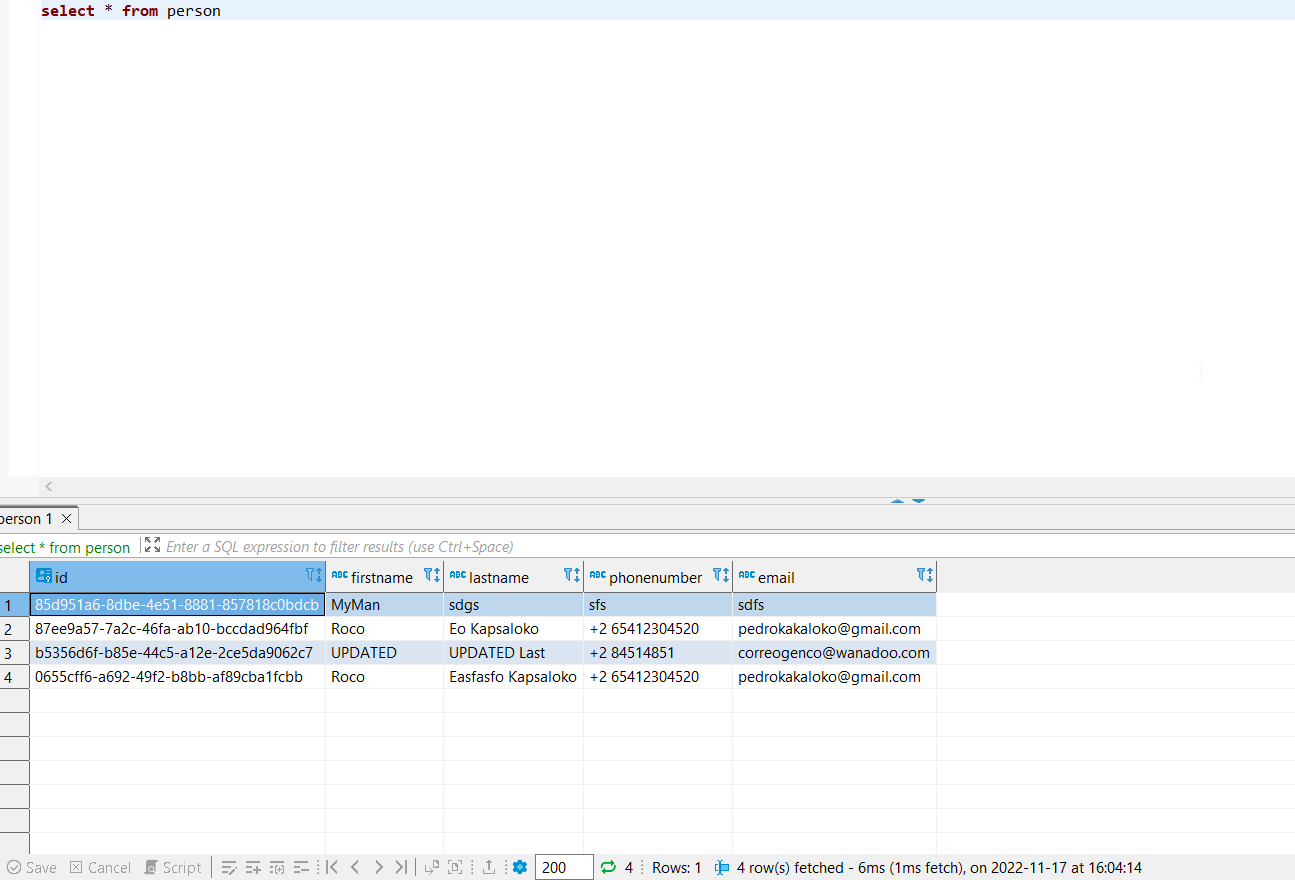 select * from person
person 1
select * from person Enter a SQL expression to filter results (use Ctrl+Space)
id ABC firstname ABC lastname ABC phonenumber ABC email
1 85d951a6-8dbe-4e51-8881-857818c0bdcb MyMan sdgs sfs sdfs
2 87ee9a57-7a2c-46fa-ab10-bccdad964fbf Roco Eo Kapsaloko +2 65412304520 pedrokakaloko@gmail.com
3 b5356d6f-b85e-44c5-a12e-2ce5da9062c7 UPDATED UPDATED Last +2 84514851 correogenco@wanadoo.com
4 0655cff6-a692-49f2-b8bb-af89cba1fcbb Roco Easfasfo Kapsaloko +2 65412304520 pedrokakaloko@gmail.com
Save Cancel Script 200 4 Rows: 1 4 row(s) fetched - 6ms (1ms fetch), on 2022-11-17 at 16:04:14